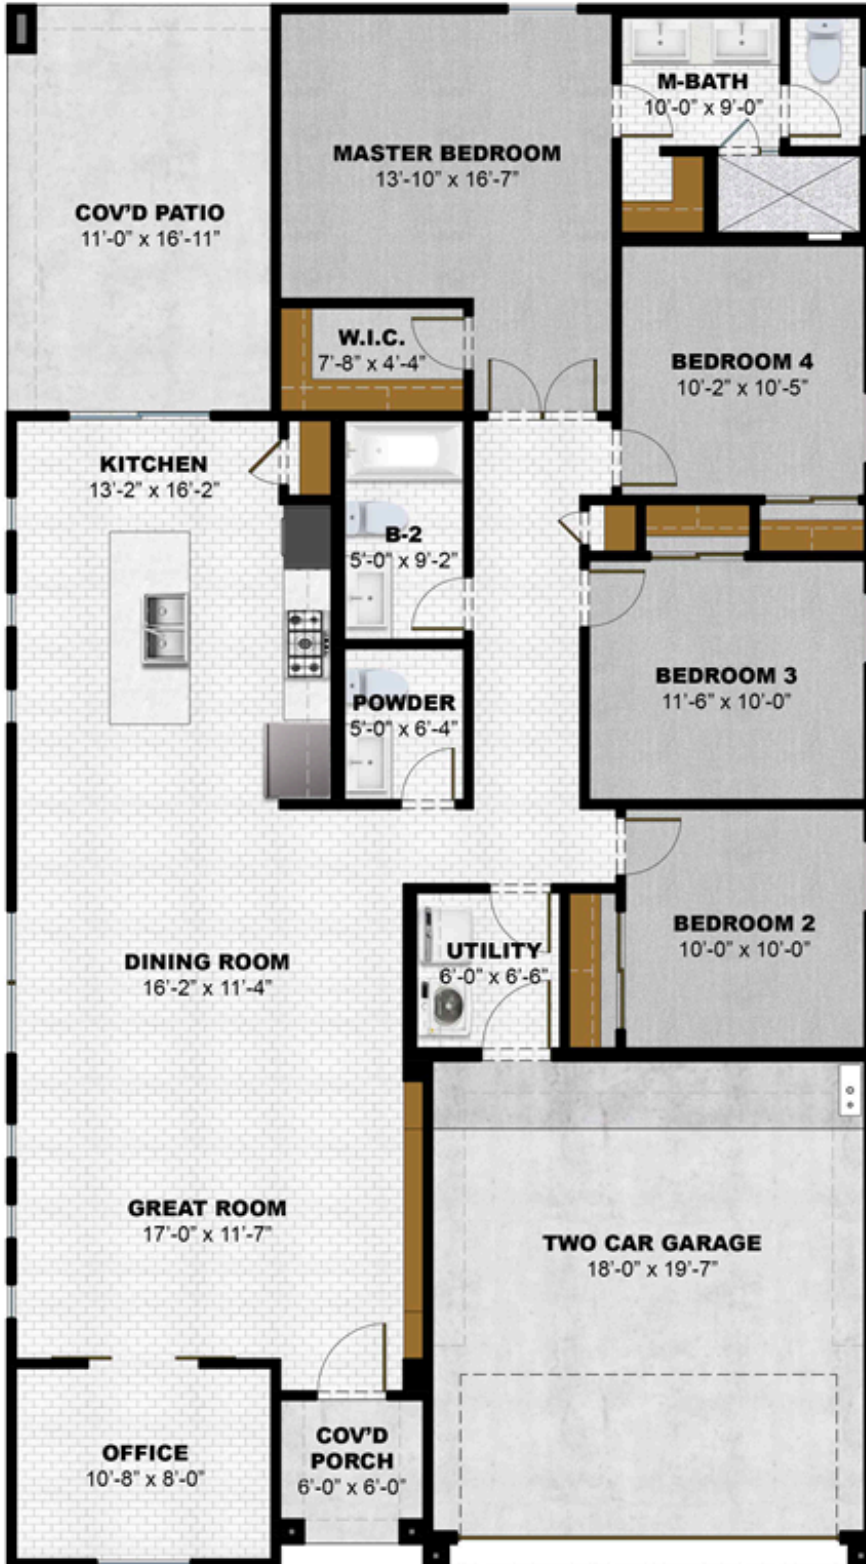 M-BATH
10'-0" x 9'-0"
MASTER BEDROOM
13'-10" x 16'-7"
COV'D PATIO
11'-0" x 16'-11"
W.I.C.
7'-8" x 4'-4"
BEDROOM 4
10'-2" x 10'-5"
KITCHEN
13'-2" x 16'-2"
B-2
5'-0" x 9'-2"
BEDROOM 3
11'-6" x 10'-0"
POWDER
5'-0" x 6'-4"
BEDROOM 2
10'-0" x 10'-0"
UTILITY
6'-0" x 6'-6"
DINING ROOM
16'-2" x 11'-4"
GREAT ROOM
17'-0" x 11'-7"
TWO CAR GARAGE
18'-0" x 19'-7"
OFFICE
10'-8" x 8'-0"
COV'D
PORCH
6'-0" x 6'-0"